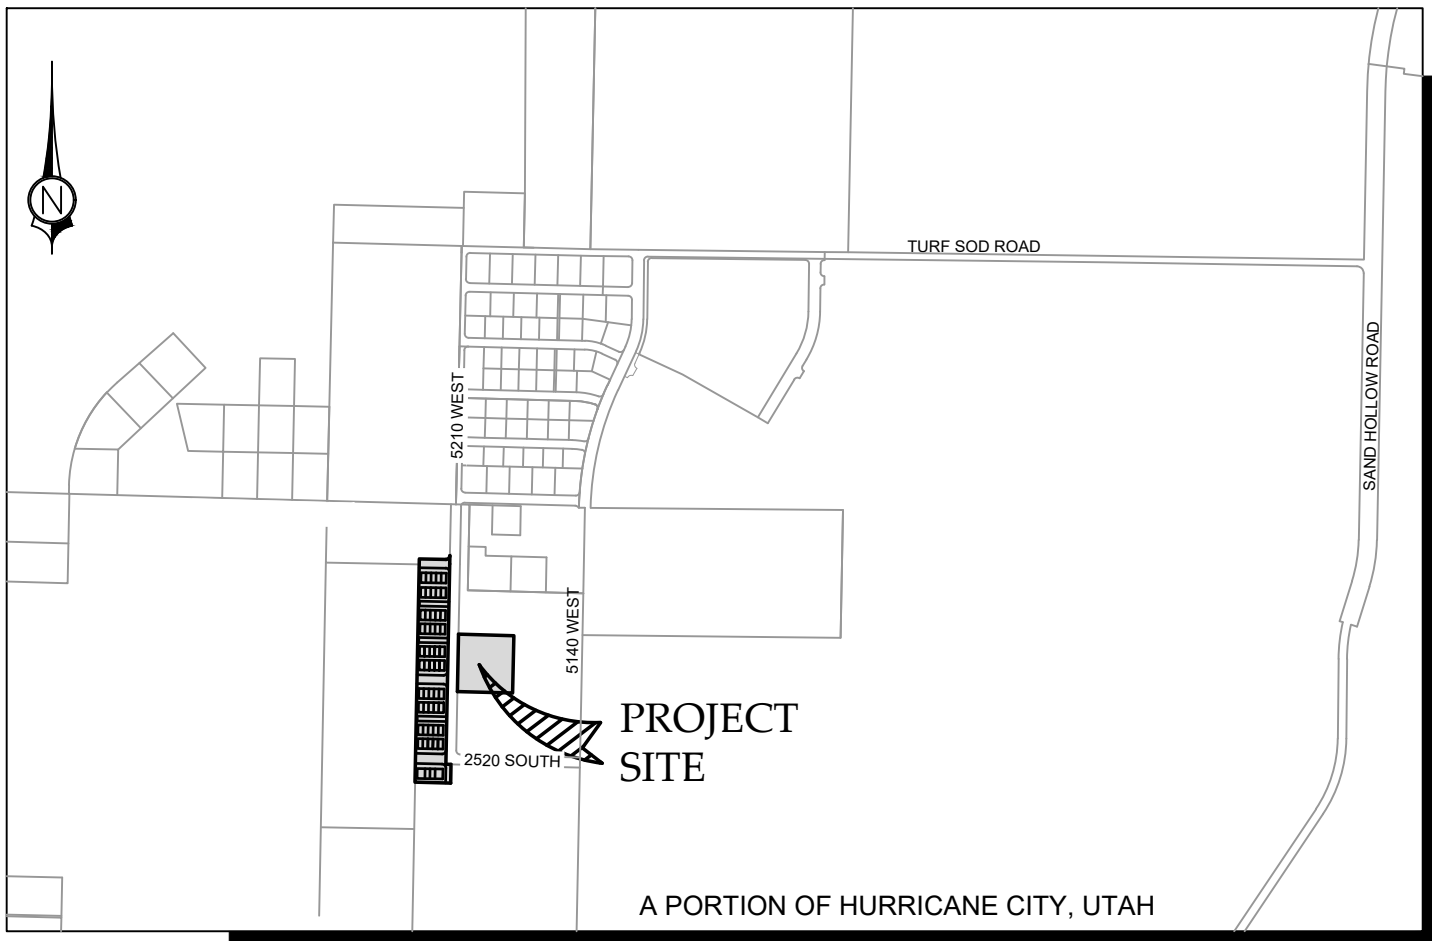 N
TURF SOD ROAD
SAND HOLLOW ROAD
5210 WEST
5140 WEST
PROJECT
SITE
2520 SOUTH
A PORTION OF HURRICANE CITY, UTAH